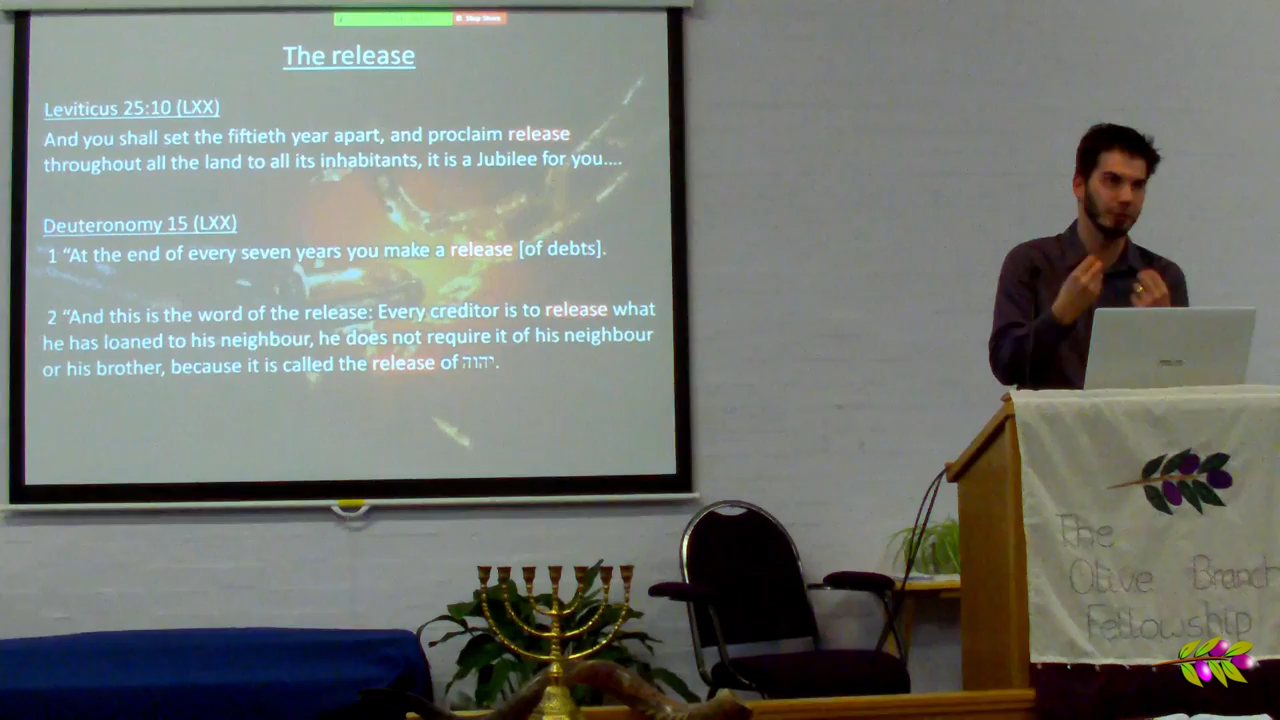 Stop Share
The release
Leviticus 25:10 (LXX)
And you shall set the fiftieth year apart, and proclaim release
throughout all the land to all its inhabitants, it is a Jubilee for you....
Deuteronomy 15 (LXX)
1 “At the end of every seven years you make a release [of debts].
2 “And this is the word of the release: Every creditor is to release what
he has loaned to his neighbour, he does not require it of his neighbour
or his brother, because it is called the release of יהוה.
The
Olive Branch
Fellowship